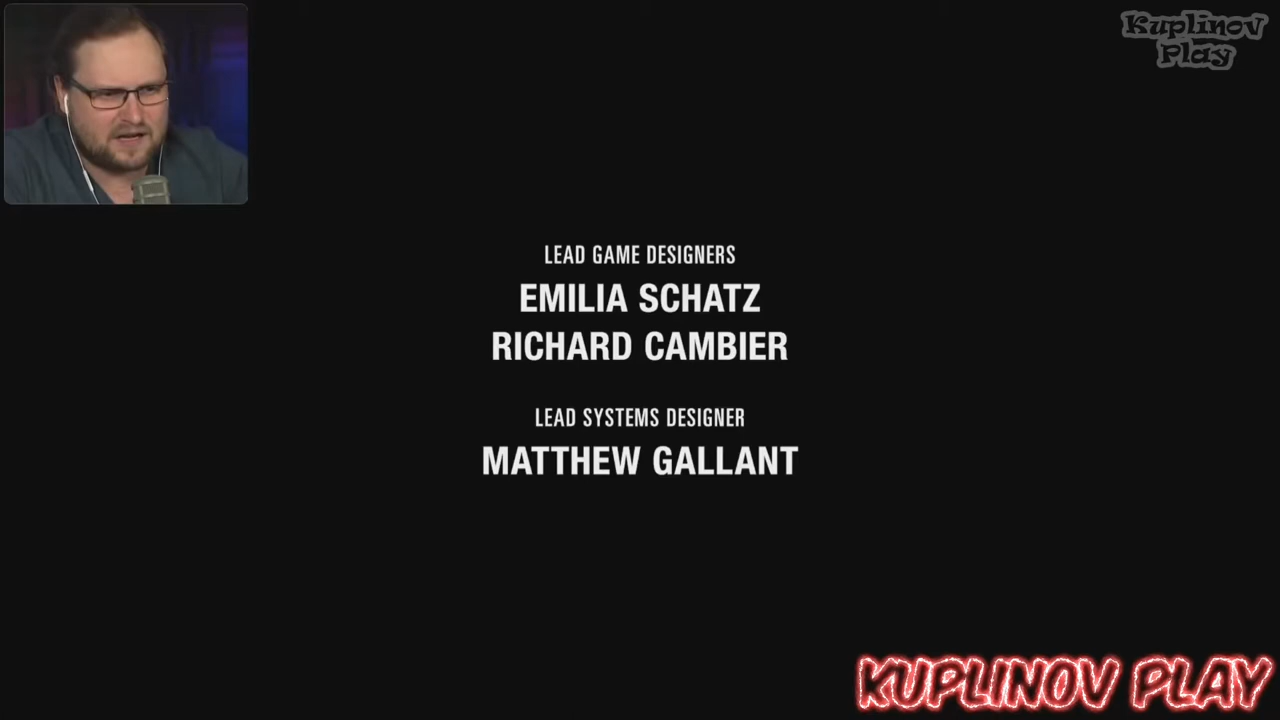 Kuplinov
Play
LEAD GAME DESIGNERS
EMILIA SCHATZ
RICHARD CAMBIER
LEAD SYSTEMS DESIGNER
MATTHEW GALLANT
KUPLINOV PLAY